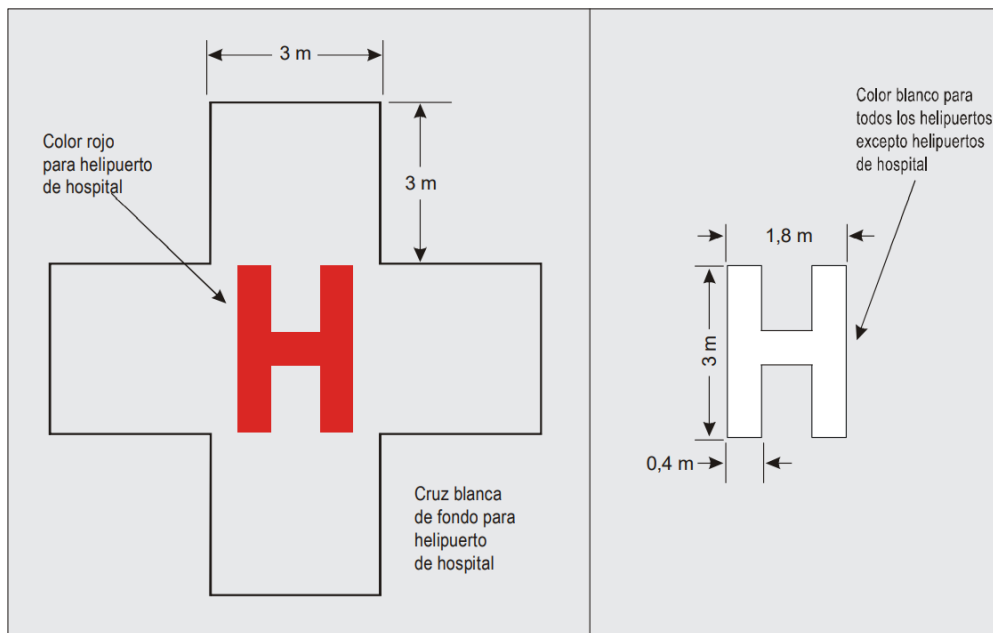 3 m
Color rojo
para helipuerto
de hospital
3 m
H
Cruz blanca
de fondo para
helipuerto
de hospital
Color blanco para
todos los helipuertos
excepto helipuertos
de hospital
1,8 m
3 m
H
0,4 m